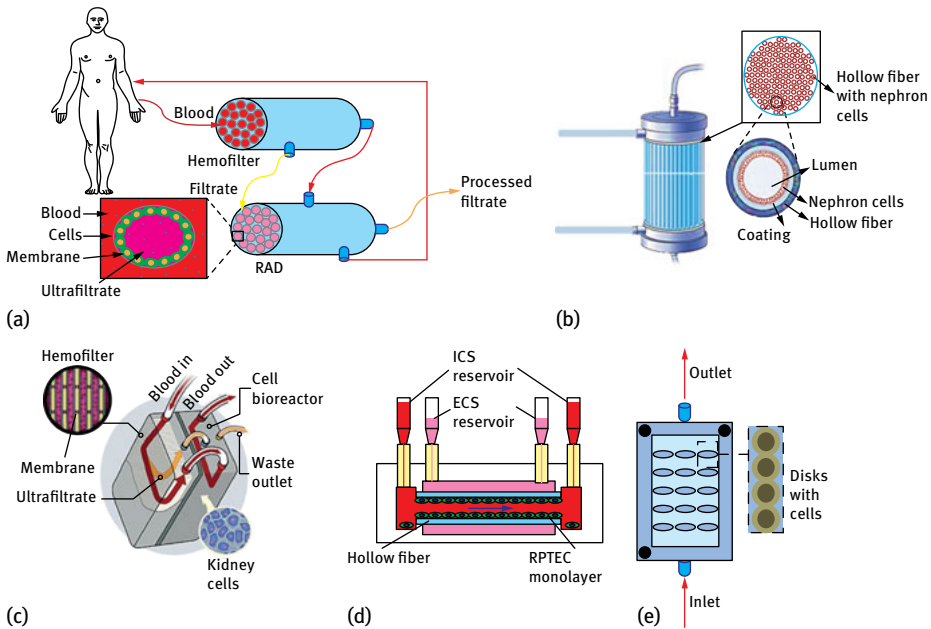 Blood
Hemofilter
Filtrate
Processed
filtrate
Blood
Cells
Membrane
Ultrafiltrate
RAD
(a)
Hollow fiber
with nephron
cells
Lumen
Nephron cells
Hollow fiber
Coating
(b)
Hemofilter
Blood in
Blood out
Cell
bioreactor
Membrane
Ultrafiltrate
Waste
outlet
Kidney
cells
(c)
ICS
reservoir
ECS
reservoir
Hollow fiber
RPTEC
monolayer
(d)
Outlet
Disks
with
cells
Inlet
(e)